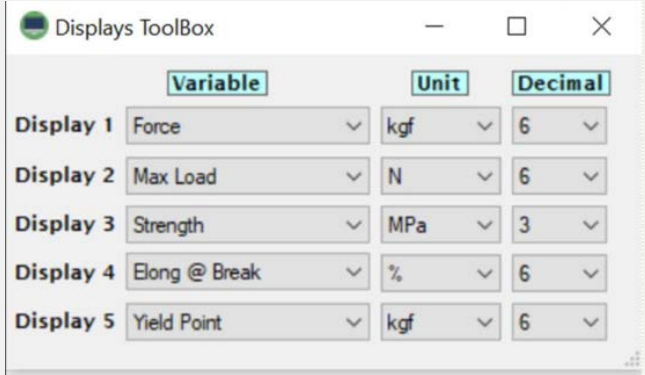 Displays ToolBox
Variable Unit Decimal
Display 1 Force kgf 6
Display 2 Max Load N 6
Display 3 Strength MPa 3
Display 4 Elong @ Break % 6
Display 5 Yield Point kgf 6